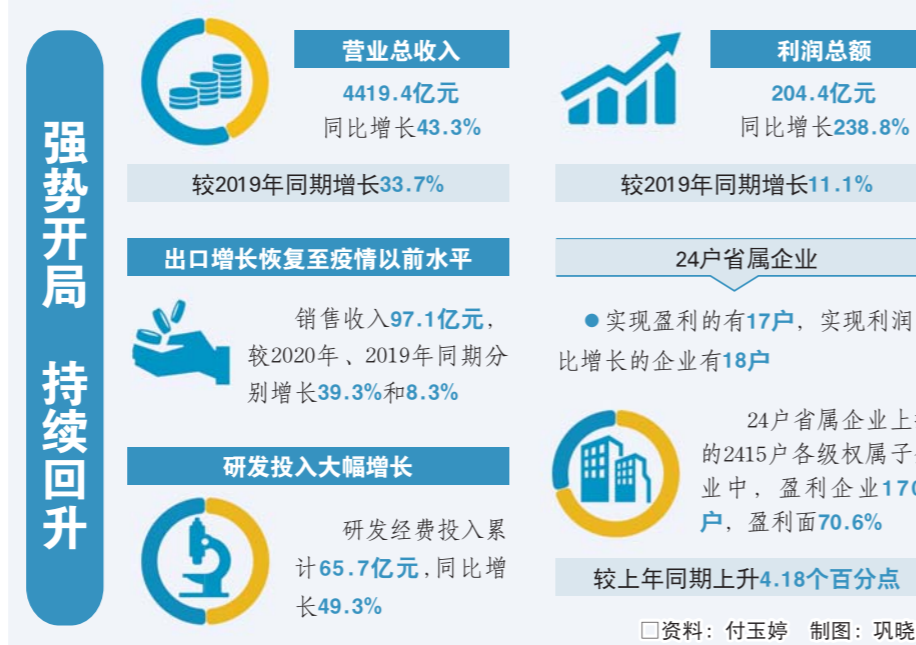 强势开局 持续回升
营业总收入
4419.4亿元
同比增长43.3%
较2019年同期增长33.7%
利润总额
204.4亿元
同比增长238.8%
较2019年同期增长11.1%
出口增长恢复至疫情以前水平
销售收入97.1亿元，
较2020年、2019年同期分
别增长39.3%和8.3%
研发投入大幅增长
研发经费投入累
计65.7亿元，同比增
长49.3%
24户省属企业
●实现盈利的有17户，实现利润
比增长的企业有18户
24户省属企业上
的2415户各级权属子
业中，盈利企业170
户，盈利面70.6%
较上年同期上升4.18个百分点
□资料：付玉婷 制图：巩晓